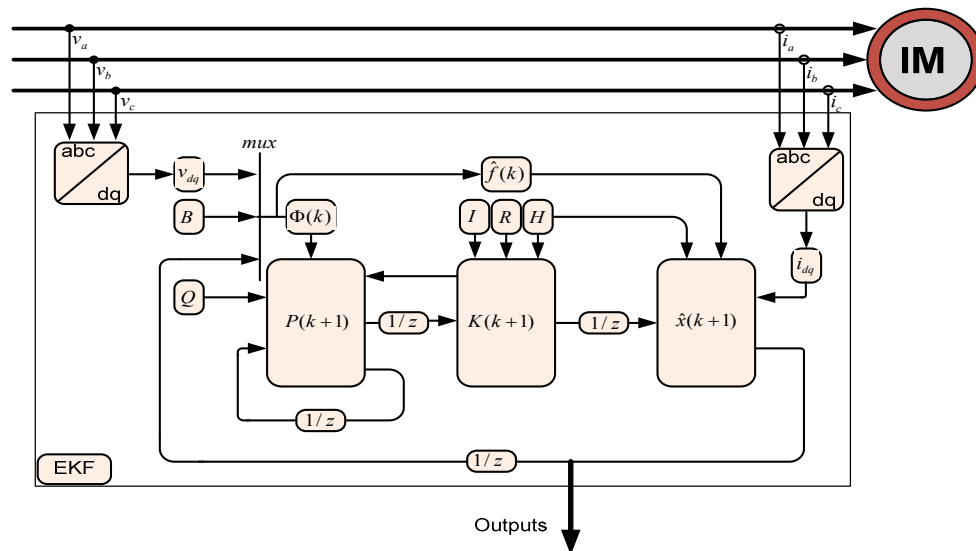 v_a
v_b
v_c
i_a
i_b
i_c
IM
abc
dq
mux
v_dq
B
Q
Φ(k)
f̂(k)
I
R
H
abc
dq
i_dq
P(k+1)
1/z
K(k+1)
1/z
x̂(k+1)
1/z
1/z
EKF
Outputs